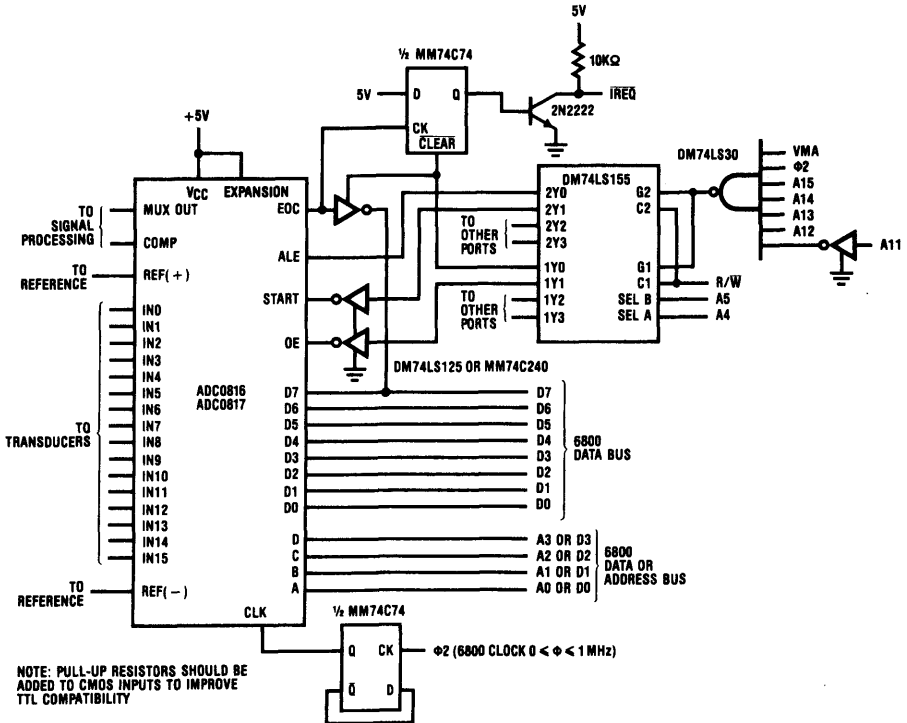 5V
½ MM74C74
10KΩ
5V
D
Q
IREQ
2N2222
CK
CLEAR
+5V
DM74LS30
VMA
Φ2
A15
A14
A13
A12
A11
DM74LS155
2Y0
2Y1
2Y2
2Y3
1Y0
1Y1
1Y2
1Y3
G2
C2
G1
C1
SEL B
SEL A
R/W
A5
A4
TO
OTHER
PORTS
TO
OTHER
PORTS
VCC
EXPANSION
TO
SIGNAL
PROCESSING
MUX OUT
COMP
EOC
ALE
TO
REFERENCE
REF(+)
START
OE
DM74LS125 OR MM74C240
TO
TRANSDUCERS
IN0
IN1
IN2
IN3
IN4
IN5
IN6
IN7
IN8
IN9
IN10
IN11
IN12
IN13
IN14
IN15
ADC0816
ADC0817
D7
D6
D5
D4
D3
D2
D1
D0
D7
D6
D5
D4
D3
D2
D1
D0
6800
DATA BUS
D
C
B
A
A3 OR D3
A2 OR D2
A1 OR D1
A0 OR D0
6800
DATA OR
ADDRESS BUS
TO
REFERENCE
REF(−)
CLK
½ MM74C74
Q
CK
Q̅
D
Φ2 (6800 CLOCK 0 ≤ Φ ≤ 1 MHz)
NOTE: PULL-UP RESISTORS SHOULD BE
ADDED TO CMOS INPUTS TO IMPROVE
TTL COMPATIBILITY